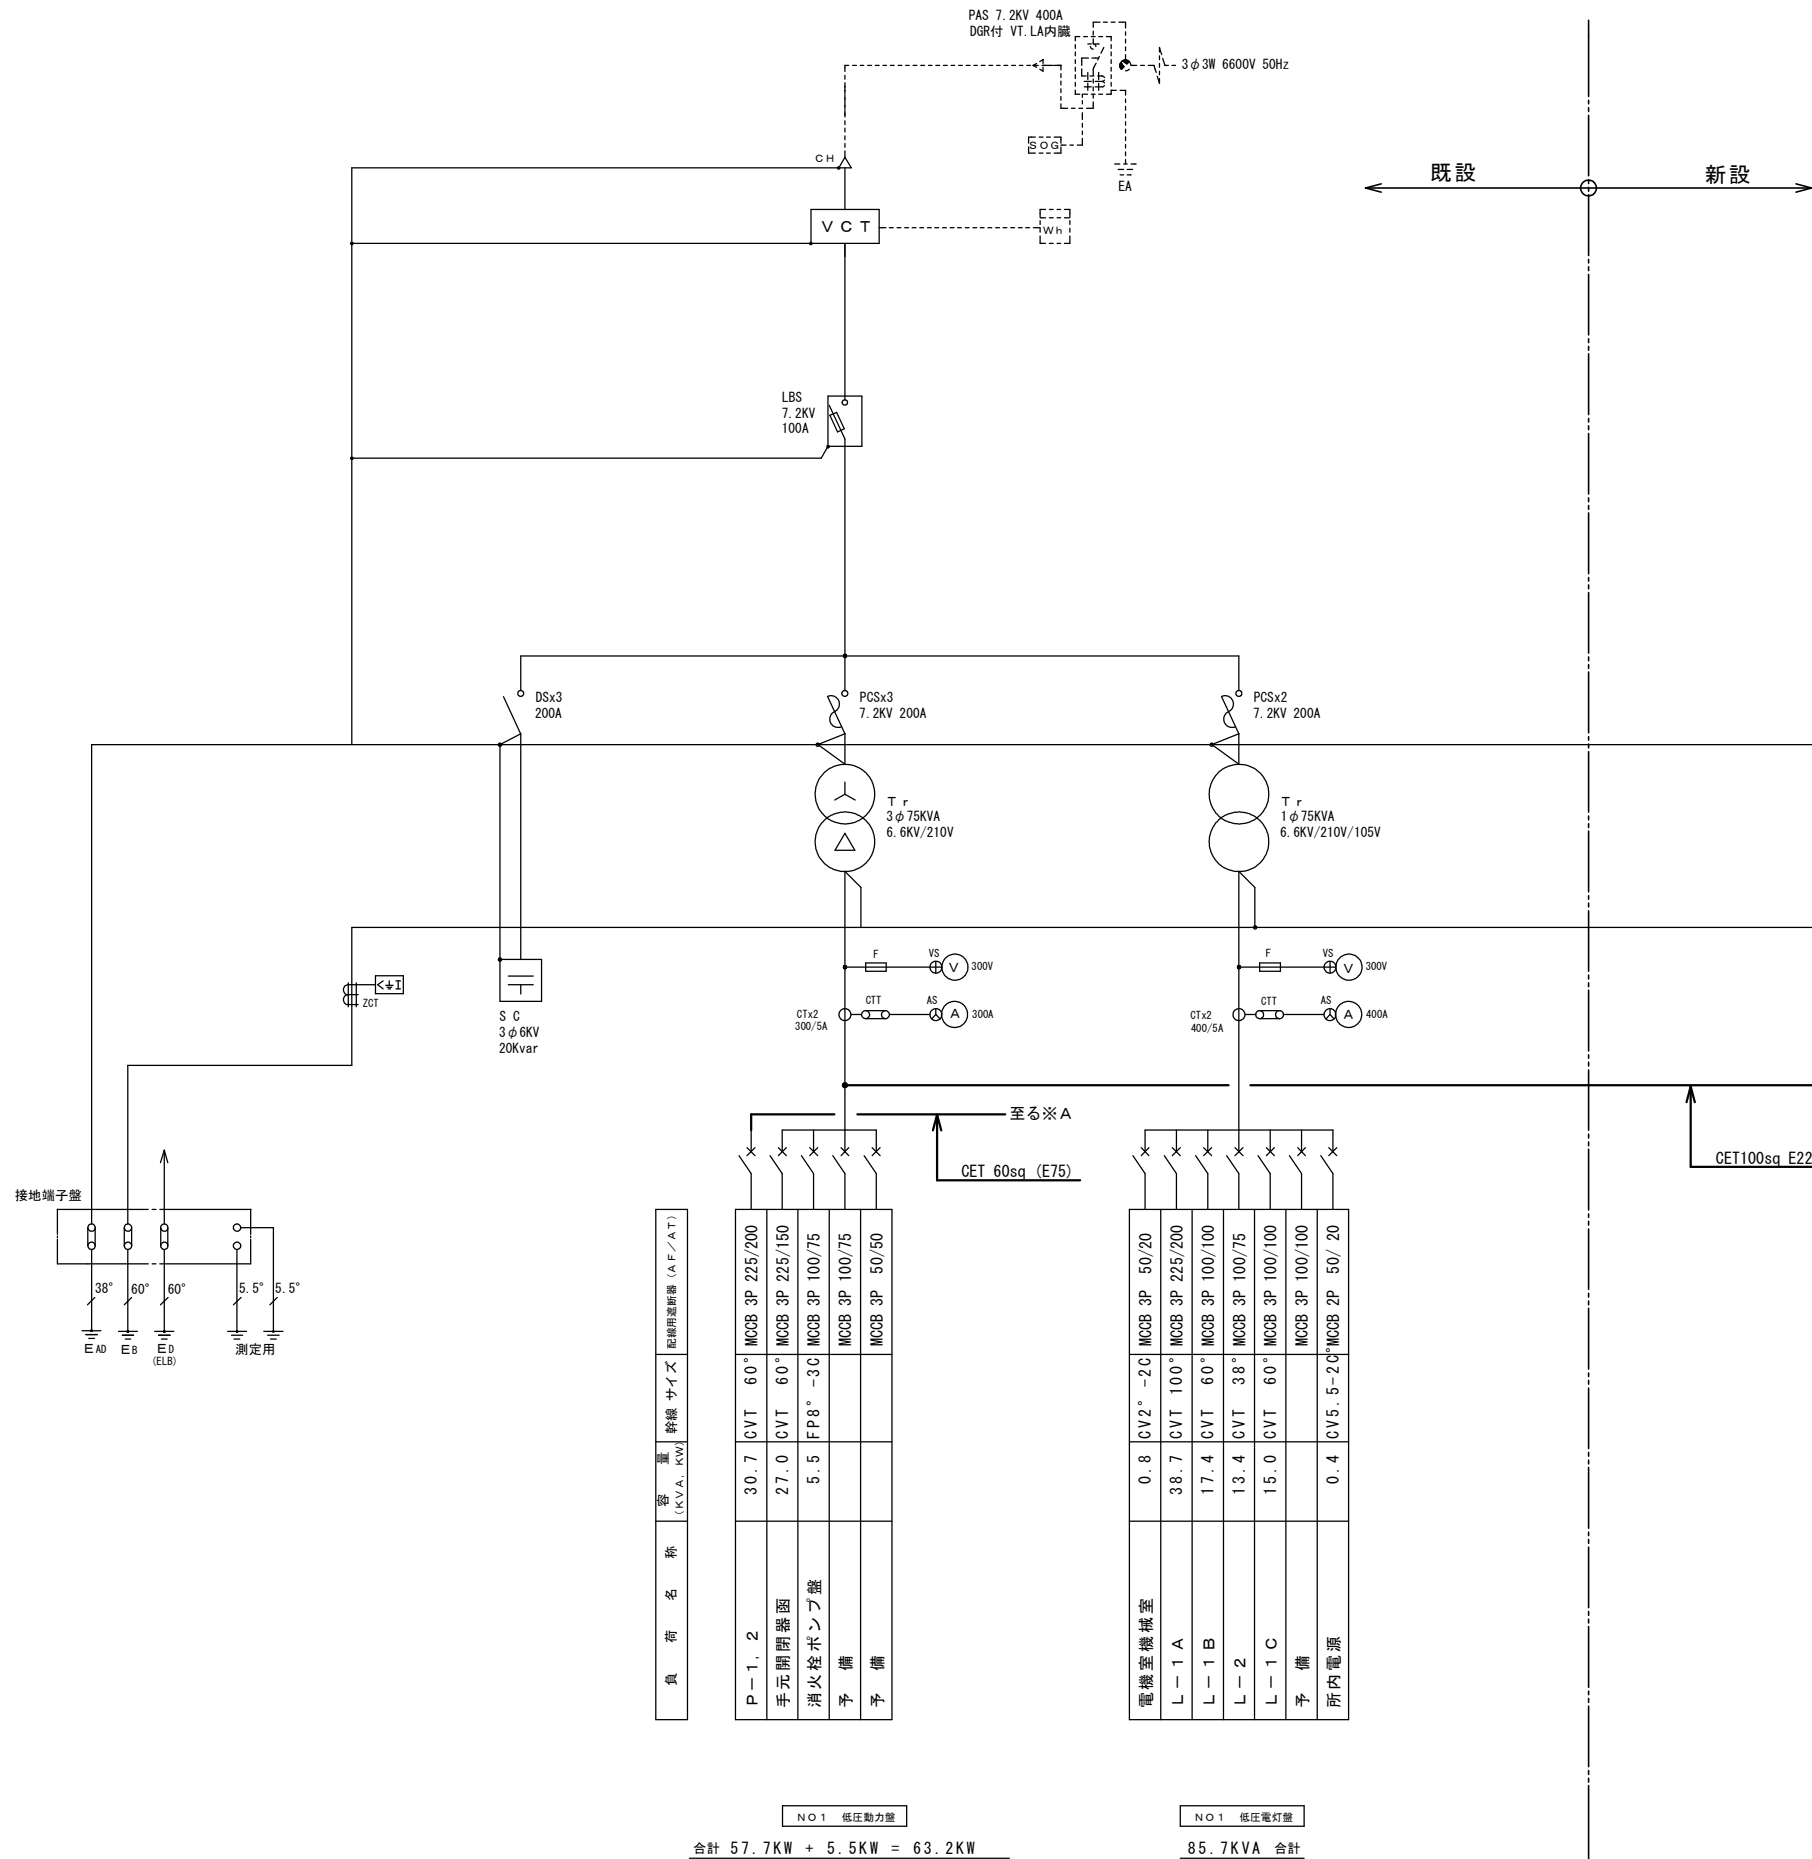 PAS 7.2KV 400A
DGR付 VT.LA内臓
3φ3W 6600V 50Hz
SOG
EA
CH
既設
新設
VCT
Wh
LBS
7.2KV
100A
DSx3
200A
PCSx3
7.2KV 200A
PCSx2
7.2KV 200A
Tr
3φ75KVA
6.6KV/210V
Tr
1φ75KVA
6.6KV/210V/105V
F
VS
V
300V
F
VS
V
300V
ZCT
SC
3φ6KV
20Kvar
CTx2
300/5A
CTT
AS
A
300A
CTx2
400/5A
CTT
AS
A
400A
至る※A
CET 60sq (E75)
CET100sq E22
接地端子盤
38°
60°
60°
5.5°
5.5°
EAD
EB
ED
(ELB)
測定用
負荷名称
容量
(KVA, KW)
幹線 サイズ
配線用遮断器 (AF/AT)
P-1,2 30.7 CVT 60° MCCB 3P 225/200
手元開閉器函 27.0 CVT 60° MCCB 3P 225/150
消火栓ポンプ盤 5.5 FP8°-3C MCCB 3P 100/75
予備 MCCB 3P 100/75
予備 MCCB 3P 50/50
電機室機械室 0.8 CV2°-2C MCCB 3P 50/20
L-1A 38.7 CVT 100° MCCB 3P 225/200
L-1B 17.4 CVT 60° MCCB 3P 100/100
L-2 13.4 CVT 38° MCCB 3P 100/75
L-1C 15.0 CVT 60° MCCB 3P 100/100
予備 MCCB 3P 100/100
所内電源 0.4 CV5.5-2C° MCCB 2P 50/ 20
NO1 低圧動力盤
合計 57.7KW + 5.5KW = 63.2KW
NO1 低圧電灯盤
85.7KVA 合計